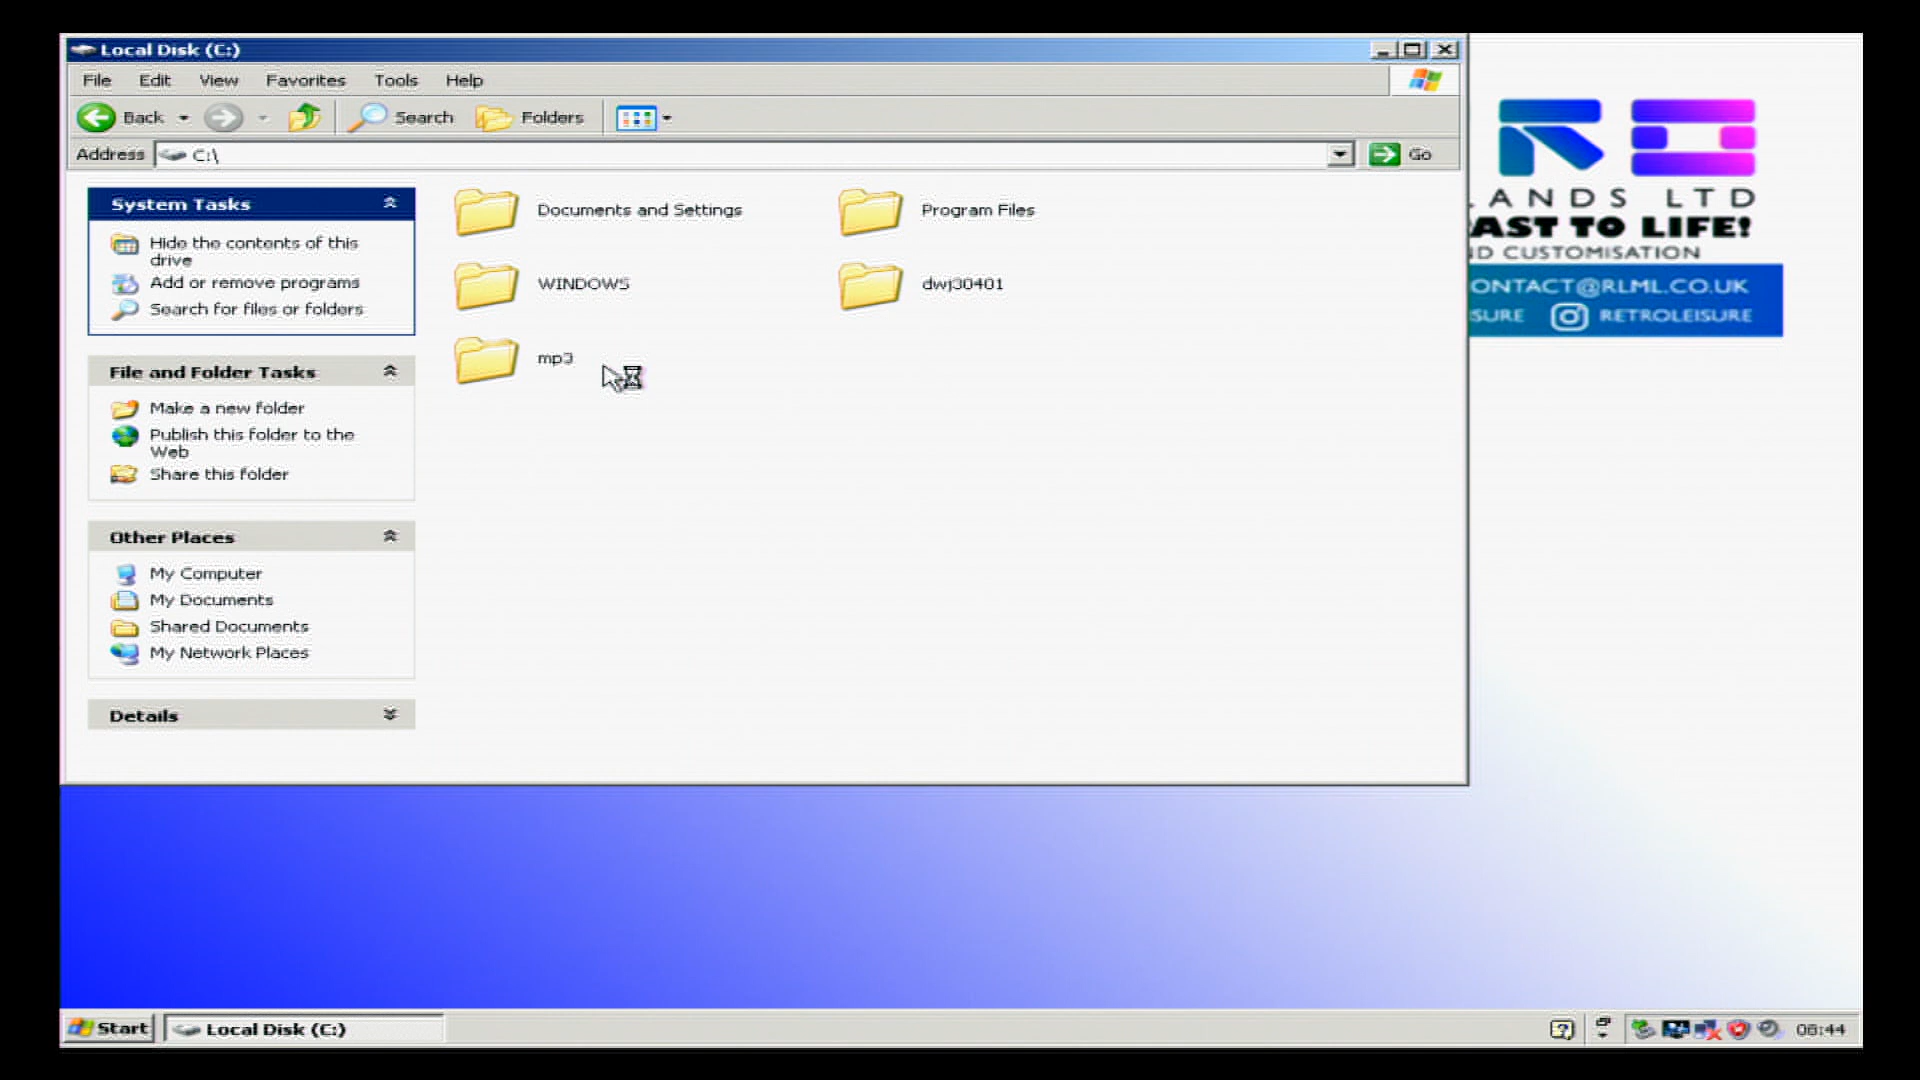 Local Disk (C:)
File Edit View Favorites Tools Help
Back Search Folders
Address C:\ Go
System Tasks
Hide the contents of this
drive
Add or remove programs
Search for files or folders
File and Folder Tasks
Make a new folder
Publish this folder to the
Web
Share this folder
Other Places
My Computer
My Documents
Shared Documents
My Network Places
Details
Documents and Settings
Program Files
WINDOWS
dwj30401
mp3
LANDS LTD
AST TO LIFE!
ND CUSTOMISATION
ONTACT@RLML.CO.UK
SURE RETROLEISURE
Start Local Disk (C:) 06:44